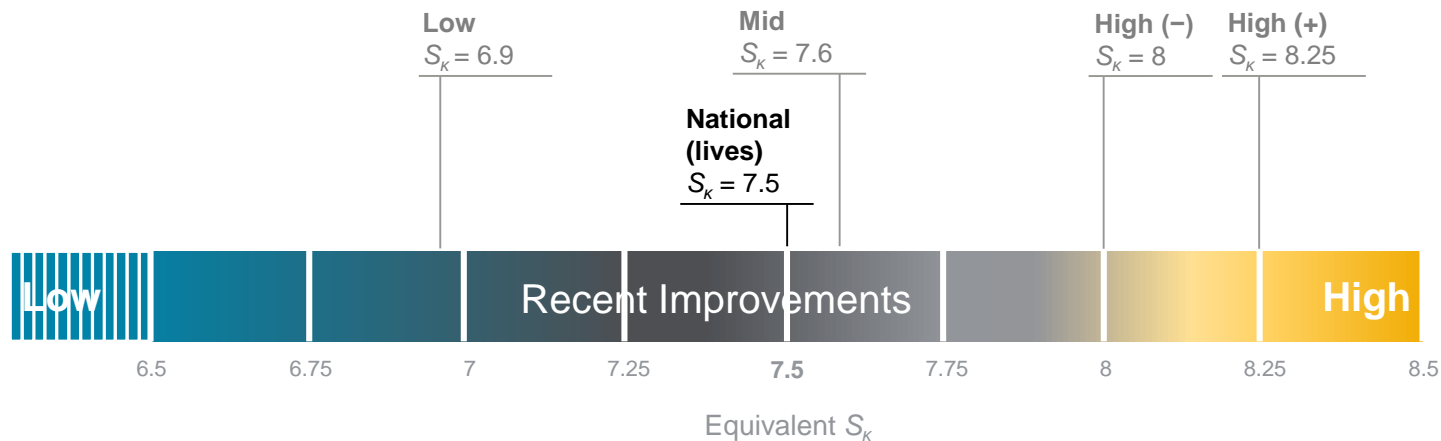 Low
Sκ = 6.9
Mid
Sκ = 7.6
High (−)
Sκ = 8
High (+)
Sκ = 8.25
National
(lives)
Sκ = 7.5
Low
Recent Improvements
High
6.5 6.75 7 7.25 7.5 7.75 8 8.25 8.5
Equivalent Sκ